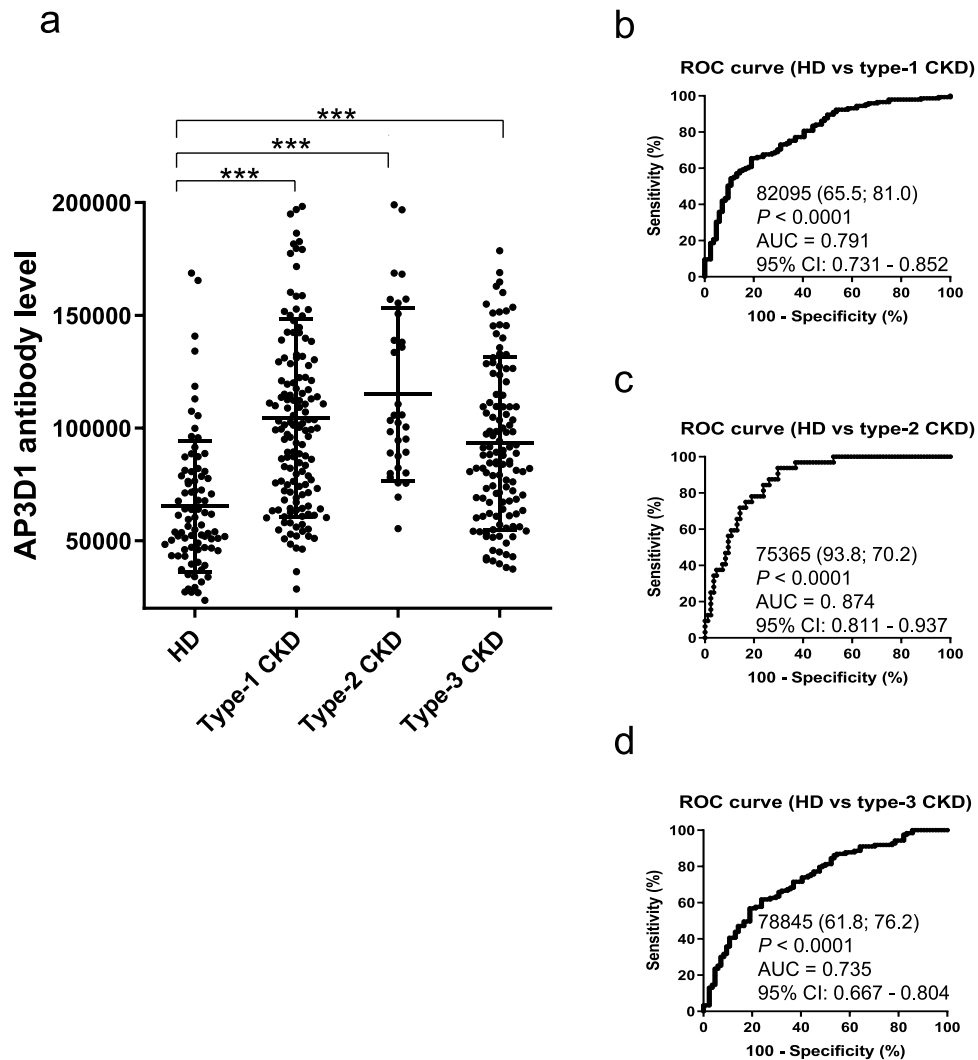 a
***
***
***
AP3D1 antibody level
200000
150000
100000
50000
HD
Type-1 CKD
Type-2 CKD
Type-3 CKD
b
ROC curve (HD vs type-1 CKD)
Sensitivity (%)
100
80
60
40
20
0
82095 (65.5; 81.0)
P < 0.0001
AUC = 0.791
95% CI: 0.731 - 0.852
0 20 40 60 80 100
100 - Specificity (%)
c
ROC curve (HD vs type-2 CKD)
Sensitivity (%)
100
80
60
40
20
0
75365 (93.8; 70.2)
P < 0.0001
AUC = 0. 874
95% CI: 0.811 - 0.937
0 20 40 60 80 100
100 - Specificity (%)
d
ROC curve (HD vs type-3 CKD)
Sensitivity (%)
100
80
60
40
20
0
78845 (61.8; 76.2)
P < 0.0001
AUC = 0.735
95% CI: 0.667 - 0.804
0 20 40 60 80 100
100 - Specificity (%)